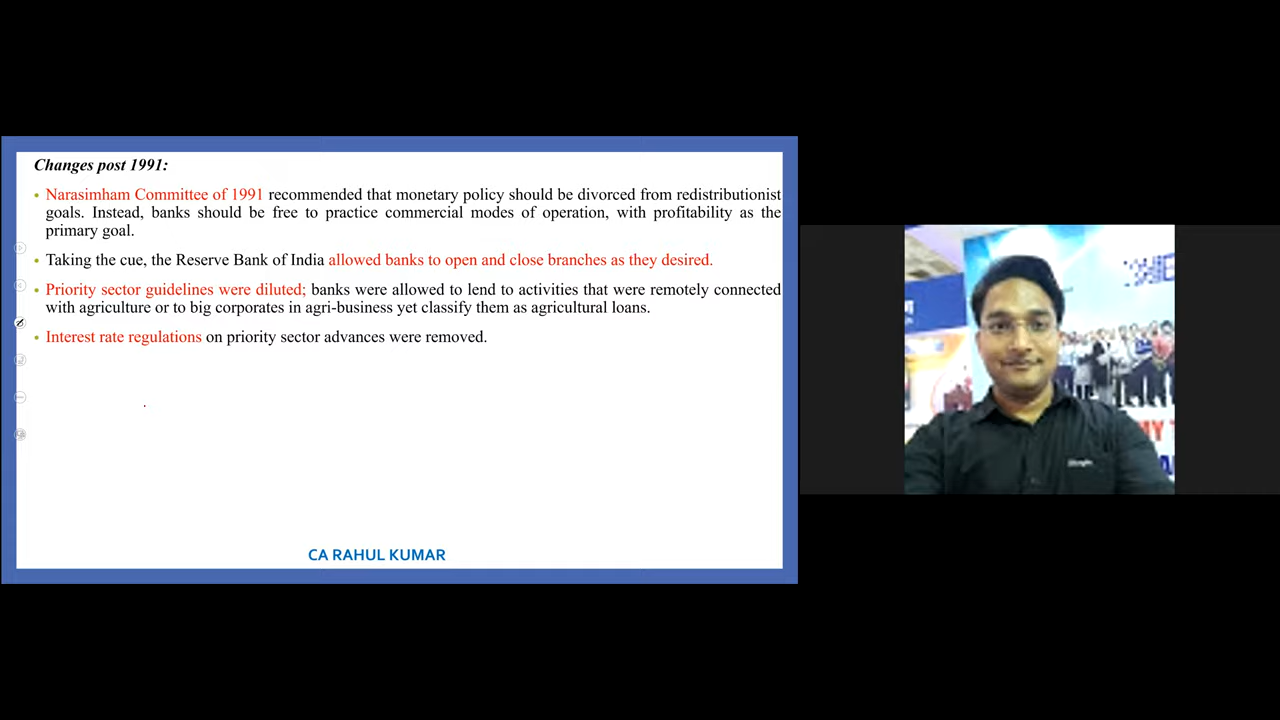 Changes post 1991:
• Narasimham Committee of 1991 recommended that monetary policy should be divorced from redistributionist
goals. Instead, banks should be free to practice commercial modes of operation, with profitability as the
primary goal.
• Taking the cue, the Reserve Bank of India allowed banks to open and close branches as they desired.
• Priority sector guidelines were diluted; banks were allowed to lend to activities that were remotely connected
with agriculture or to big corporates in agri-business yet classify them as agricultural loans.
• Interest rate regulations on priority sector advances were removed.
CA RAHUL KUMAR